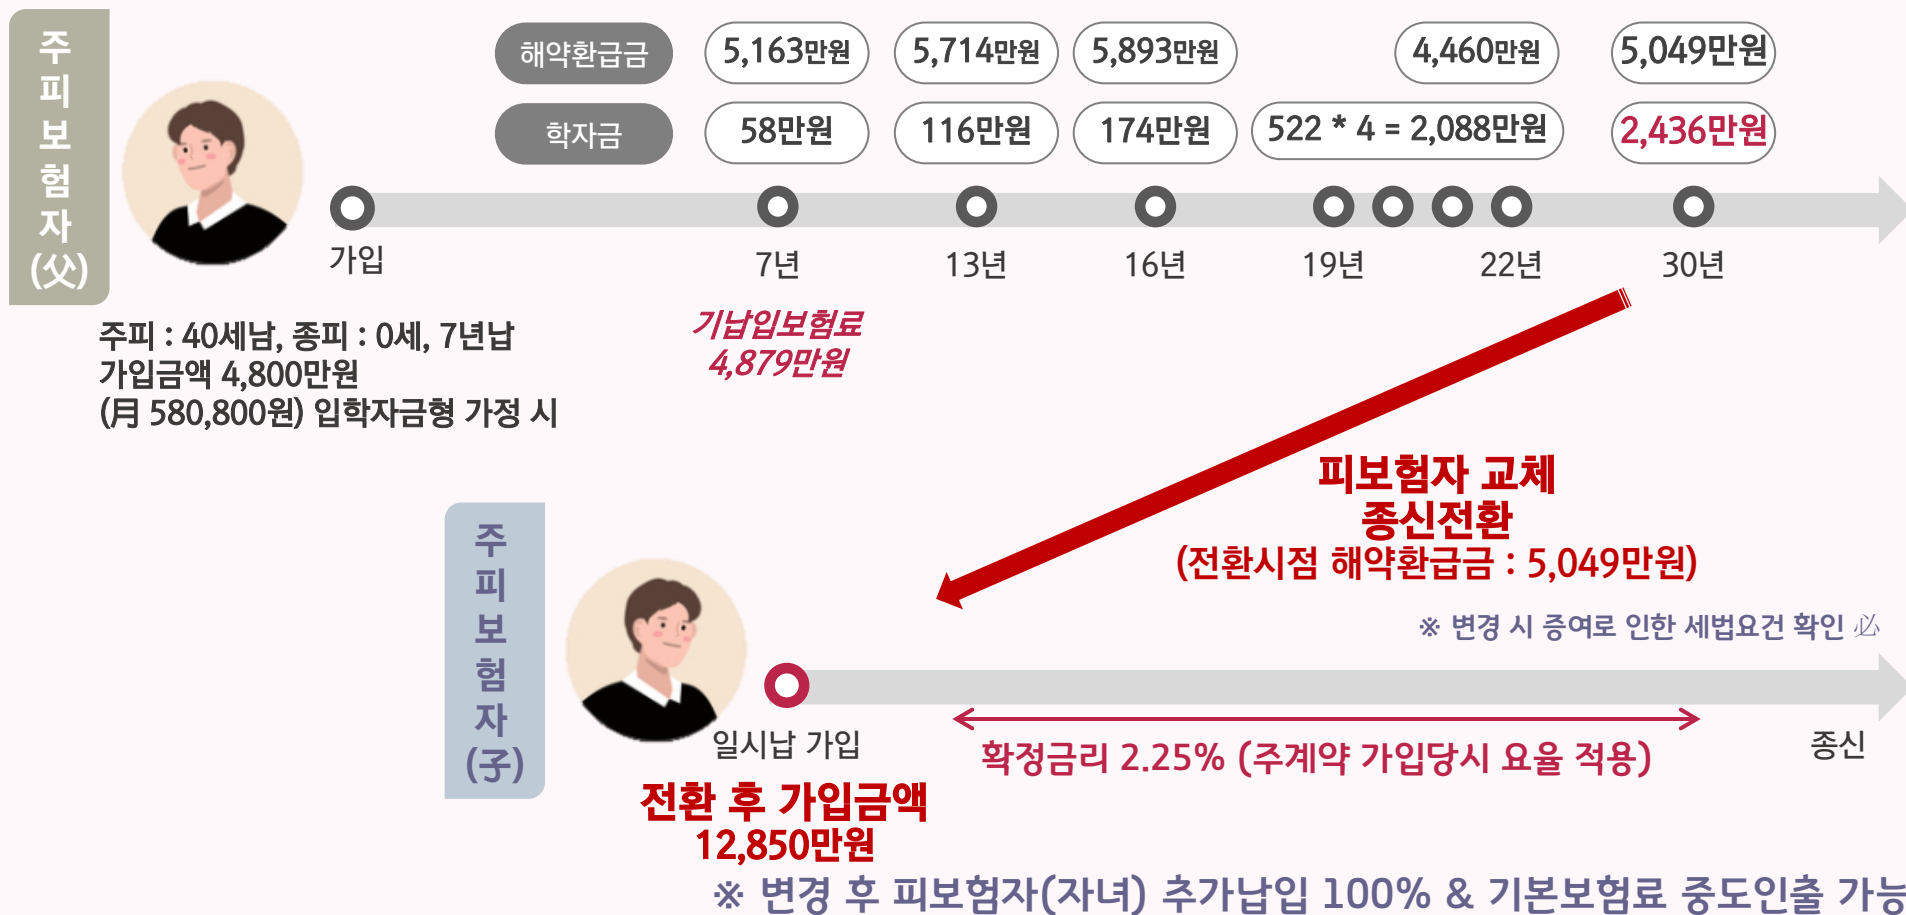 주피보험자(父)
해약환급금 5,163만원 5,714만원 5,893만원 4,460만원 5,049만원
학자금 58만원 116만원 174만원 522 * 4 = 2,088만원 2,436만원
가입 7년 13년 16년 19년 22년 30년
기납입보험료
4,879만원
주피 : 40세남, 종피 : 0세, 7년납
가입금액 4,800만원
(月 580,800원) 입학자금형 가정 시
피보험자 교체
종신전환
(전환시점 해약환급금 : 5,049만원)
※ 변경 시 증여로 인한 세법요건 확인 必
주피보험자(子)
일시납 가입
확정금리 2.25% (주계약 가입당시 요율 적용)
종신
전환 후 가입금액
12,850만원
※ 변경 후 피보험자(자녀) 추가납입 100% & 기본보험료 중도인출 가능